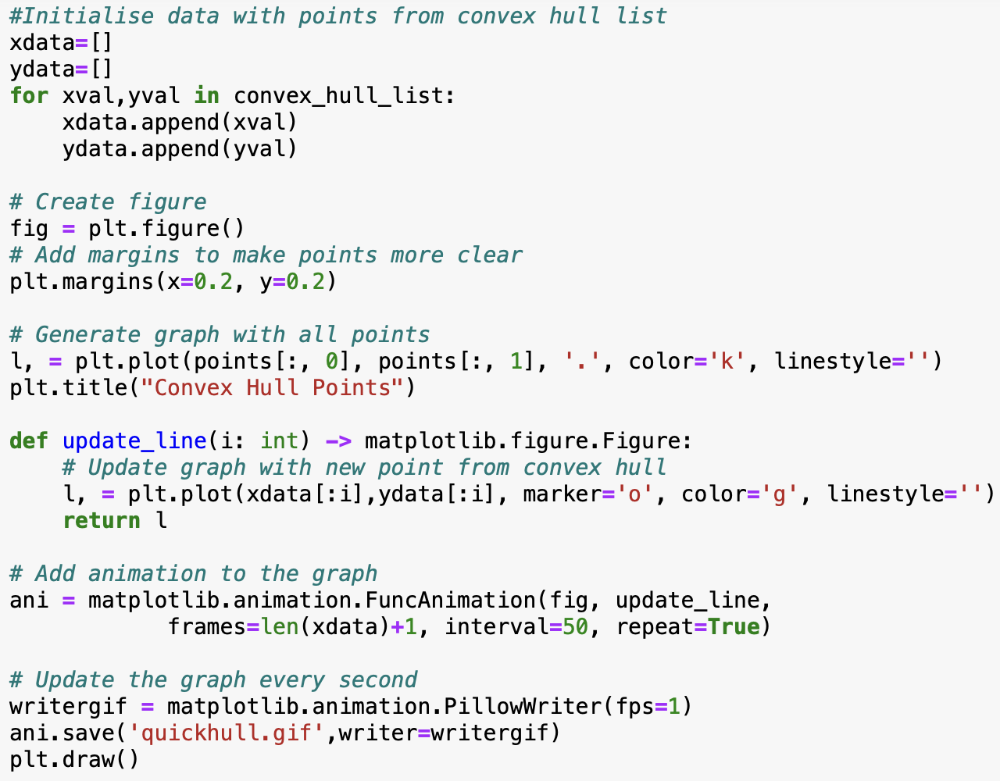 #Initialise data with points from convex hull list
xdata=[]
ydata=[]
for xval,yval in convex_hull_list:
    xdata.append(xval)
    ydata.append(yval)

# Create figure
fig = plt.figure()
# Add margins to make points more clear
plt.margins(x=0.2, y=0.2)

# Generate graph with all points
l, = plt.plot(points[:, 0], points[:, 1], '.', color='k', linestyle='')
plt.title("Convex Hull Points")

def update_line(i: int) -> matplotlib.figure.Figure:
    # Update graph with new point from convex hull
    l, = plt.plot(xdata[:i],ydata[:i], marker='o', color='g', linestyle='')
    return l

# Add animation to the graph
ani = matplotlib.animation.FuncAnimation(fig, update_line,
            frames=len(xdata)+1, interval=50, repeat=True)

# Update the graph every second
writergif = matplotlib.animation.PillowWriter(fps=1)
ani.save('quickhull.gif',writer=writergif)
plt.draw()